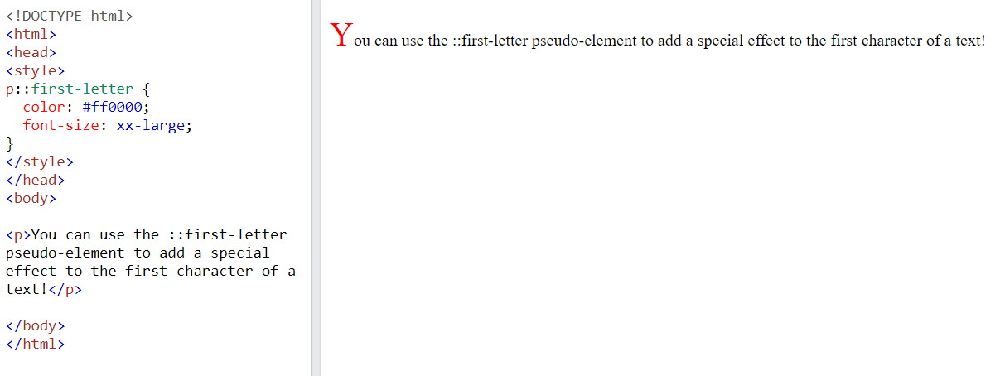 <!DOCTYPE html>
<html>
<head>
<style>
p::first-letter {
  color: #ff0000;
  font-size: xx-large;
}
</style>
</head>
<body>

<p>You can use the ::first-letter
pseudo-element to add a special
effect to the first character of a
text!</p>

</body>
</html>
You can use the ::first-letter pseudo-element to add a special effect to the first character of a text!